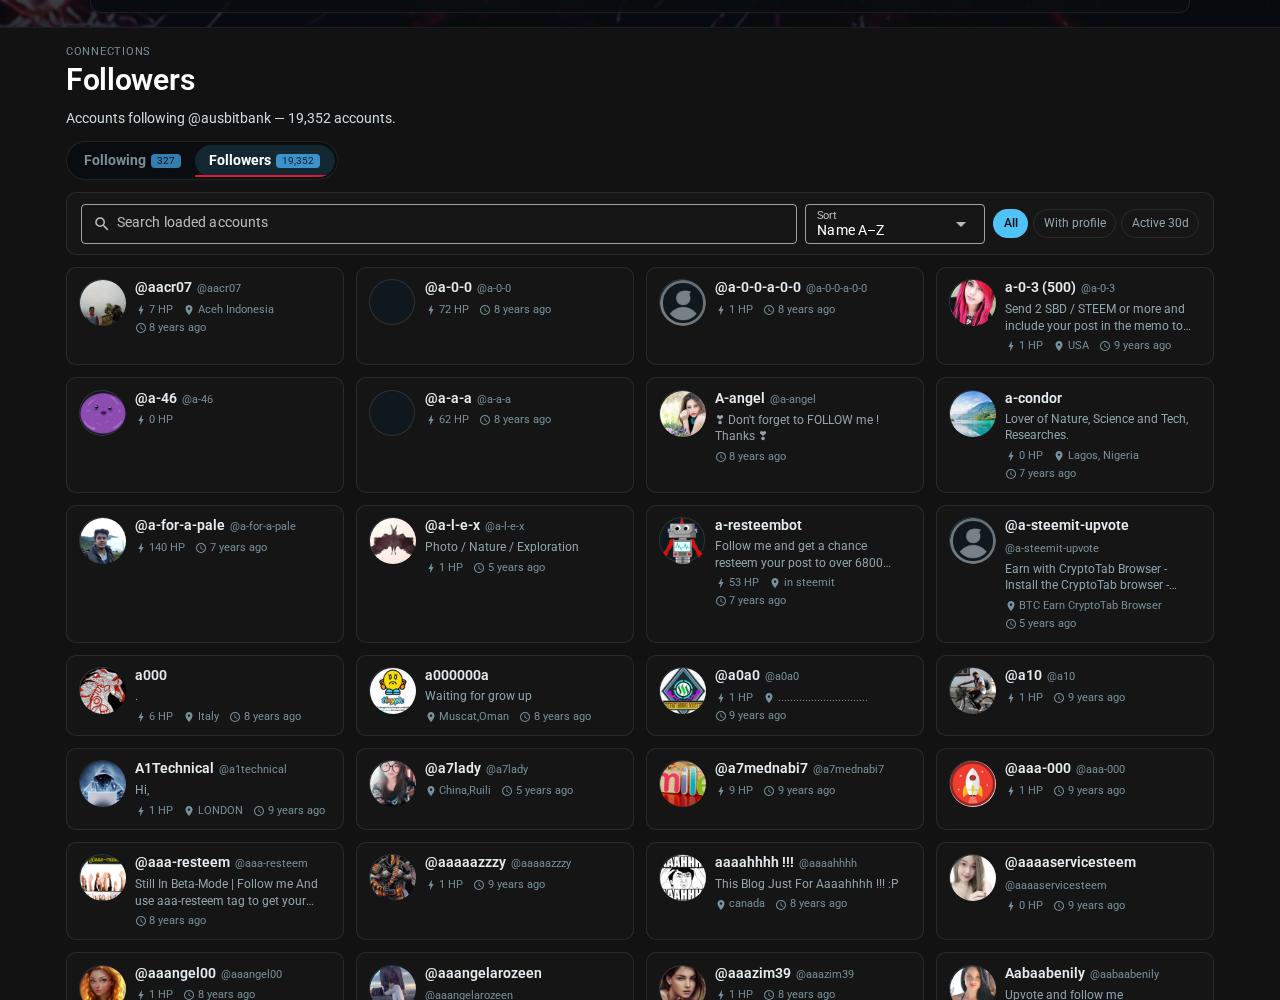 CONNECTIONS
Followers
Accounts following @ausbitbank — 19,352 accounts.
Following 327 Followers 19,352
Search loaded accounts
Sort
Name A–Z
All With profile Active 30d
@aacr07 @aacr07
7 HP Aceh Indonesia
8 years ago
@a-0-0 @a-0-0
72 HP 8 years ago
@a-0-0-a-0-0 @a-0-0-a-0-0
1 HP 8 years ago
a-0-3 (500) @a-0-3
Send 2 SBD / STEEM or more and
include your post in the memo to…
1 HP USA 9 years ago
@a-46 @a-46
0 HP
@a-a-a @a-a-a
62 HP 8 years ago
A-angel @a-angel
❣ Don't forget to FOLLOW me !
Thanks ❣
8 years ago
a-condor
Lover of Nature, Science and Tech,
Researches.
0 HP Lagos, Nigeria
7 years ago
@a-for-a-pale @a-for-a-pale
140 HP 7 years ago
@a-l-e-x @a-l-e-x
Photo / Nature / Exploration
1 HP 5 years ago
a-resteembot
Follow me and get a chance
resteem your post to over 6800…
53 HP in steemit
7 years ago
@a-steemit-upvote
@a-steemit-upvote
Earn with CryptoTab Browser -
Install the CryptoTab browser -…
BTC Earn CryptoTab Browser
5 years ago
a000
.
6 HP Italy 8 years ago
a000000a
Waiting for grow up
Muscat,Oman 8 years ago
@a0a0 @a0a0
1 HP ..............................
9 years ago
@a10 @a10
1 HP 9 years ago
A1Technical @a1technical
Hi,
1 HP LONDON 9 years ago
@a7lady @a7lady
China,Ruili 5 years ago
@a7mednabi7 @a7mednabi7
9 HP 9 years ago
@aaa-000 @aaa-000
1 HP 9 years ago
@aaa-resteem @aaa-resteem
Still In Beta-Mode | Follow me And
use aaa-resteem tag to get your…
8 years ago
@aaaaazzzy @aaaaazzzy
1 HP 9 years ago
aaaahhhh !!! @aaaahhhh
This Blog Just For Aaaahhhh !!! :P
canada 8 years ago
@aaaaservicesteem
@aaaaservicesteem
0 HP 9 years ago
@aaangel00 @aaangel00
1 HP 8 years ago
@aaangelarozeen
@aaangelarozeen
@aaazim39 @aaazim39
1 HP 8 years ago
Aabaabenily @aabaabenily
Upvote and follow me